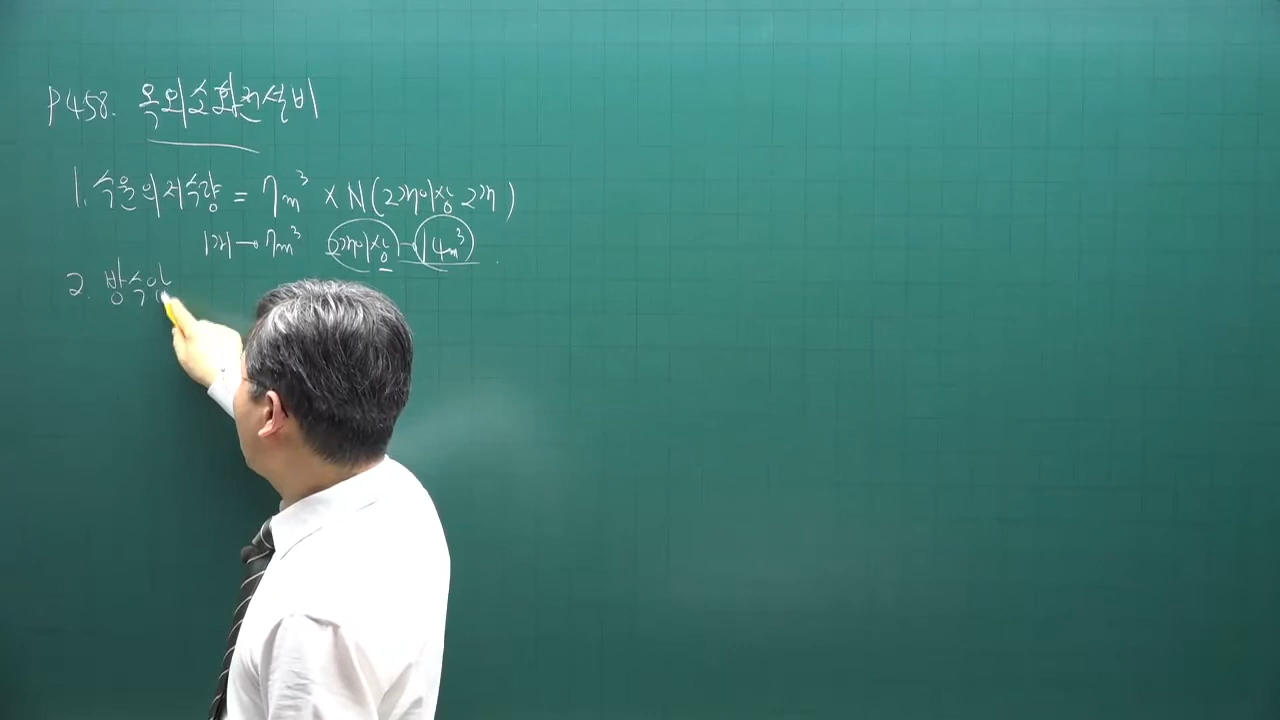 P458. 옥외소화전설비
1. 수원의 저수량 = 7m³ × N(2개이상 2개)
1개 → 7m³ 2개이상 - 14m³
2. 방수압